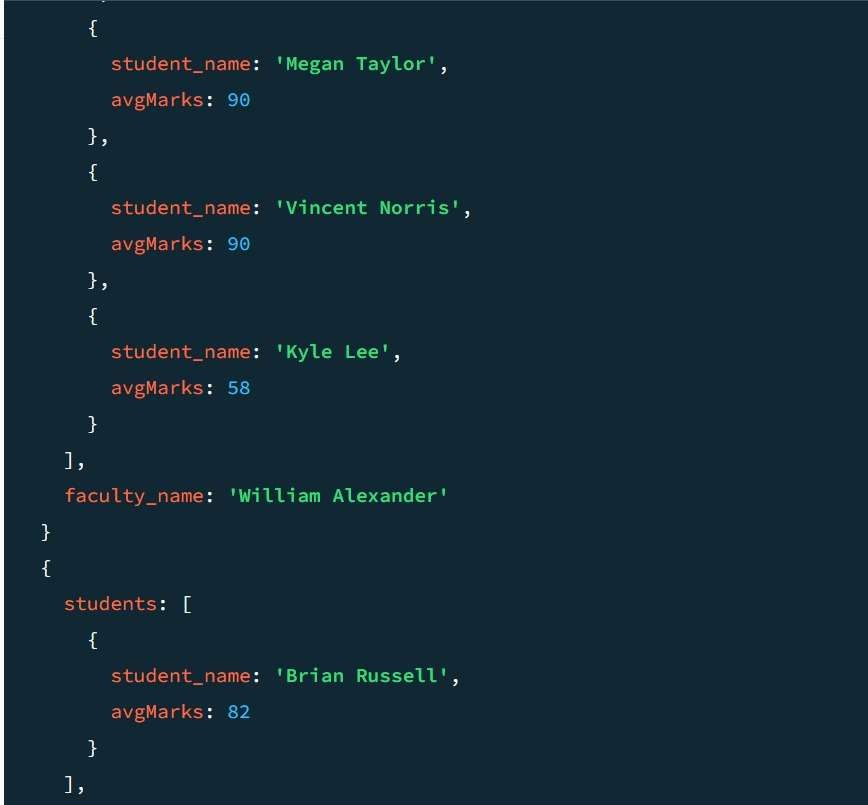 {
student_name: 'Megan Taylor',
avgMarks: 90
},
{
student_name: 'Vincent Norris',
avgMarks: 90
},
{
student_name: 'Kyle Lee',
avgMarks: 58
}
],
faculty_name: 'William Alexander'
}
{
students: [
{
student_name: 'Brian Russell',
avgMarks: 82
}
],